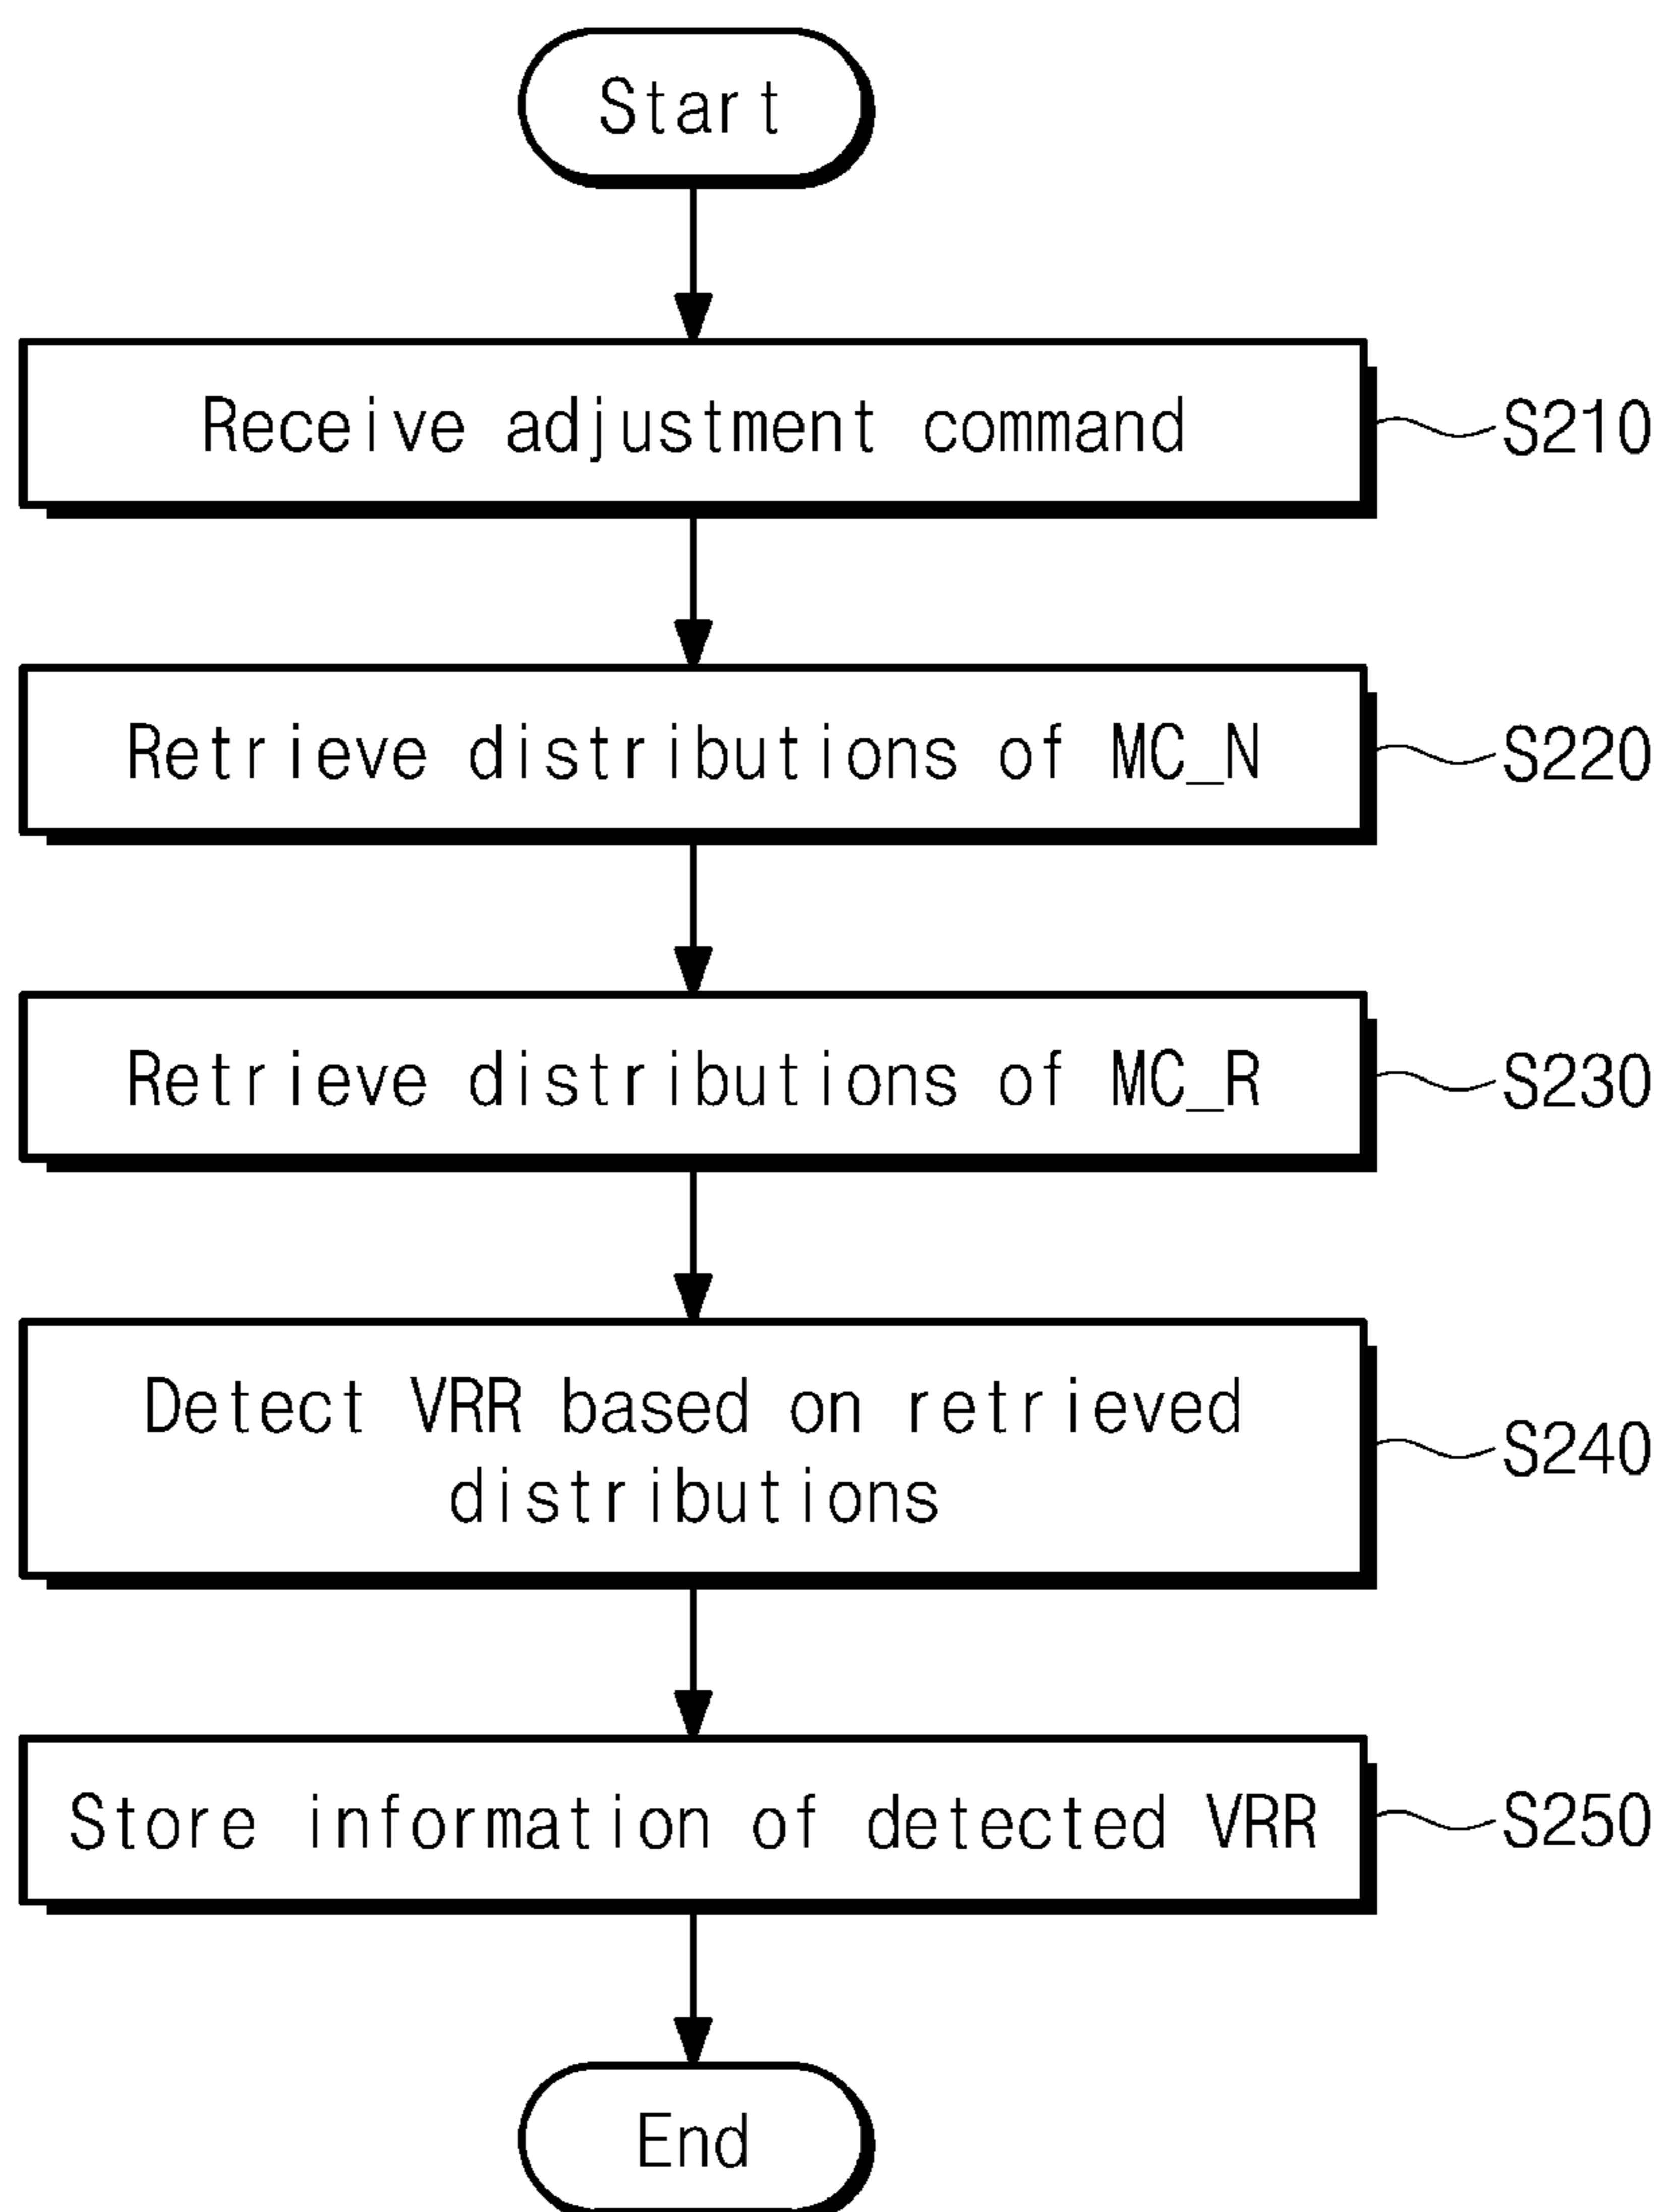 Start
Receive adjustment command
S210
Retrieve distributions of MC_N
S220
Retrieve distributions of MC_R
S230
Detect VRR based on retrieved
distributions
S240
Store information of detected VRR
S250
End